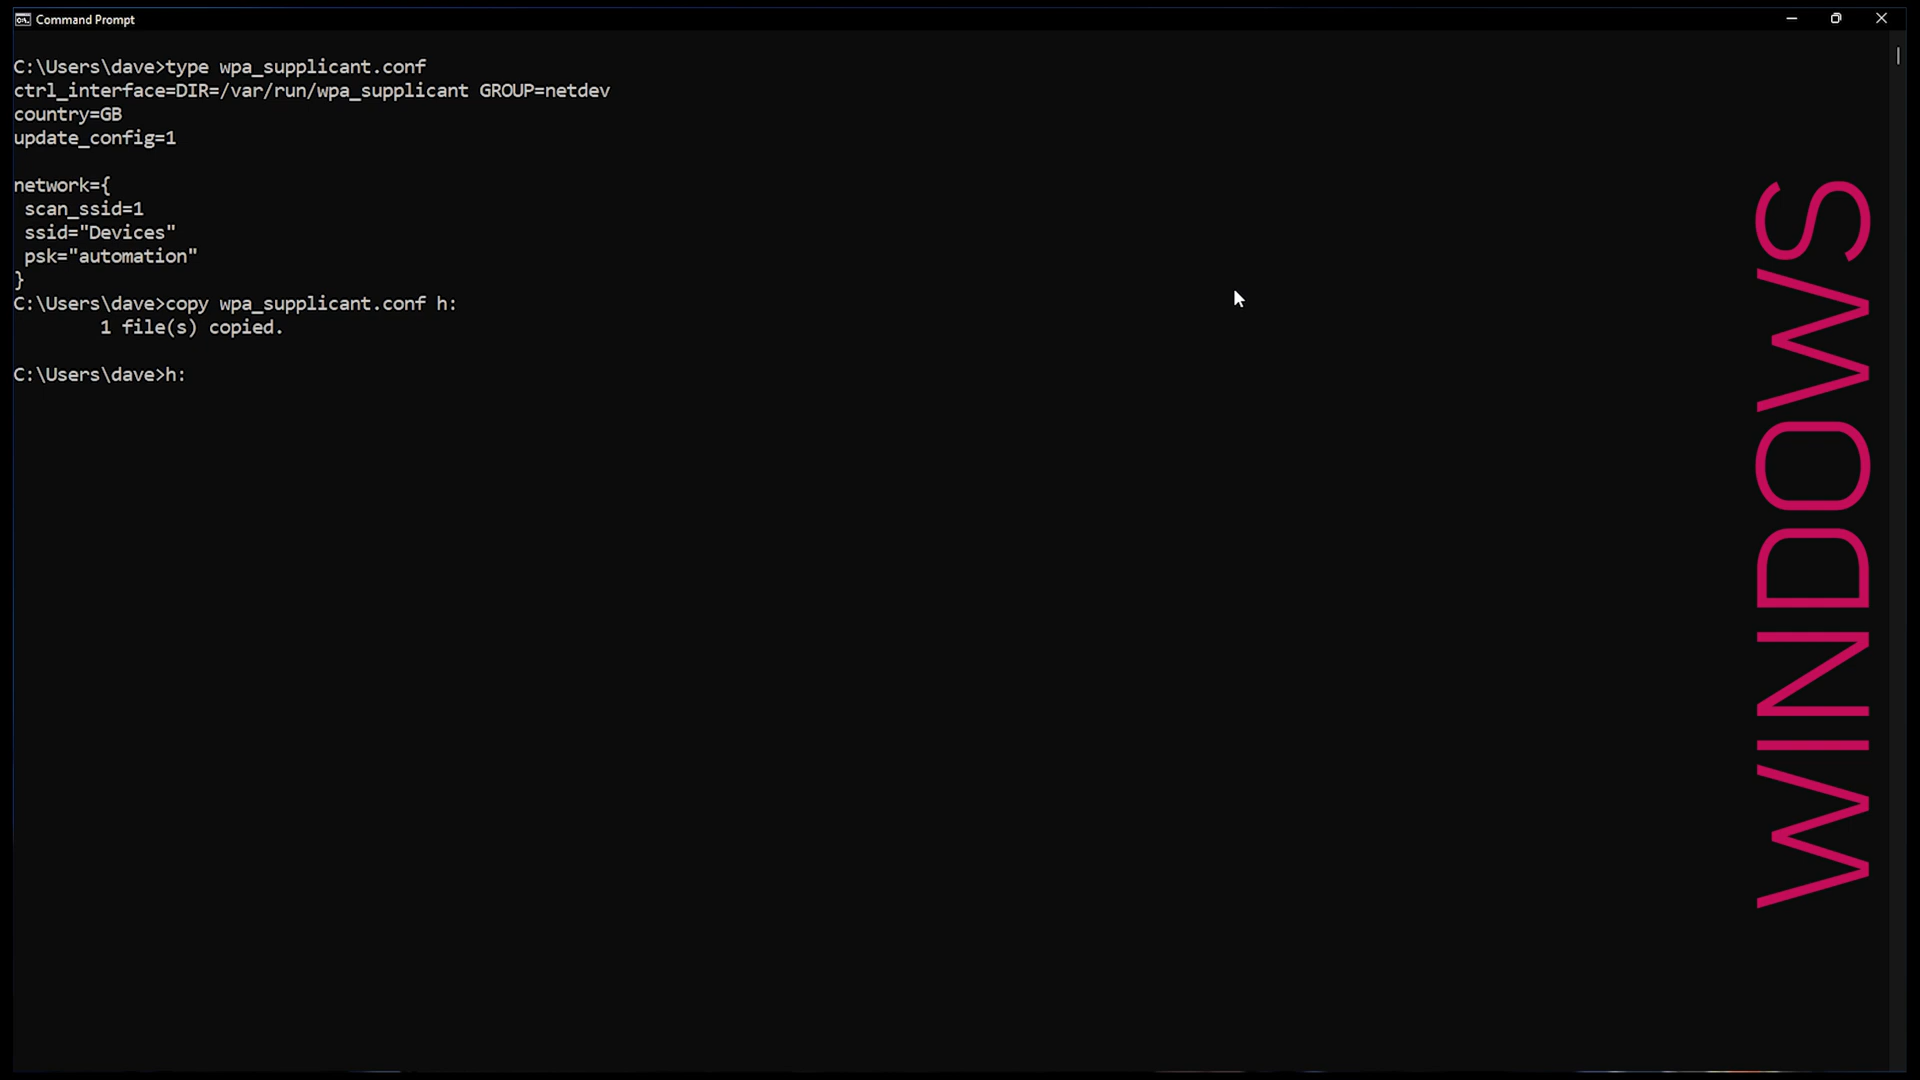 Command Prompt
C:\Users\dave>type wpa_supplicant.conf
ctrl_interface=DIR=/var/run/wpa_supplicant GROUP=netdev
country=GB
update_config=1
network={
 scan_ssid=1
 ssid="Devices"
 psk="automation"
}
C:\Users\dave>copy wpa_supplicant.conf h:
        1 file(s) copied.
C:\Users\dave>h:
WINDOWS